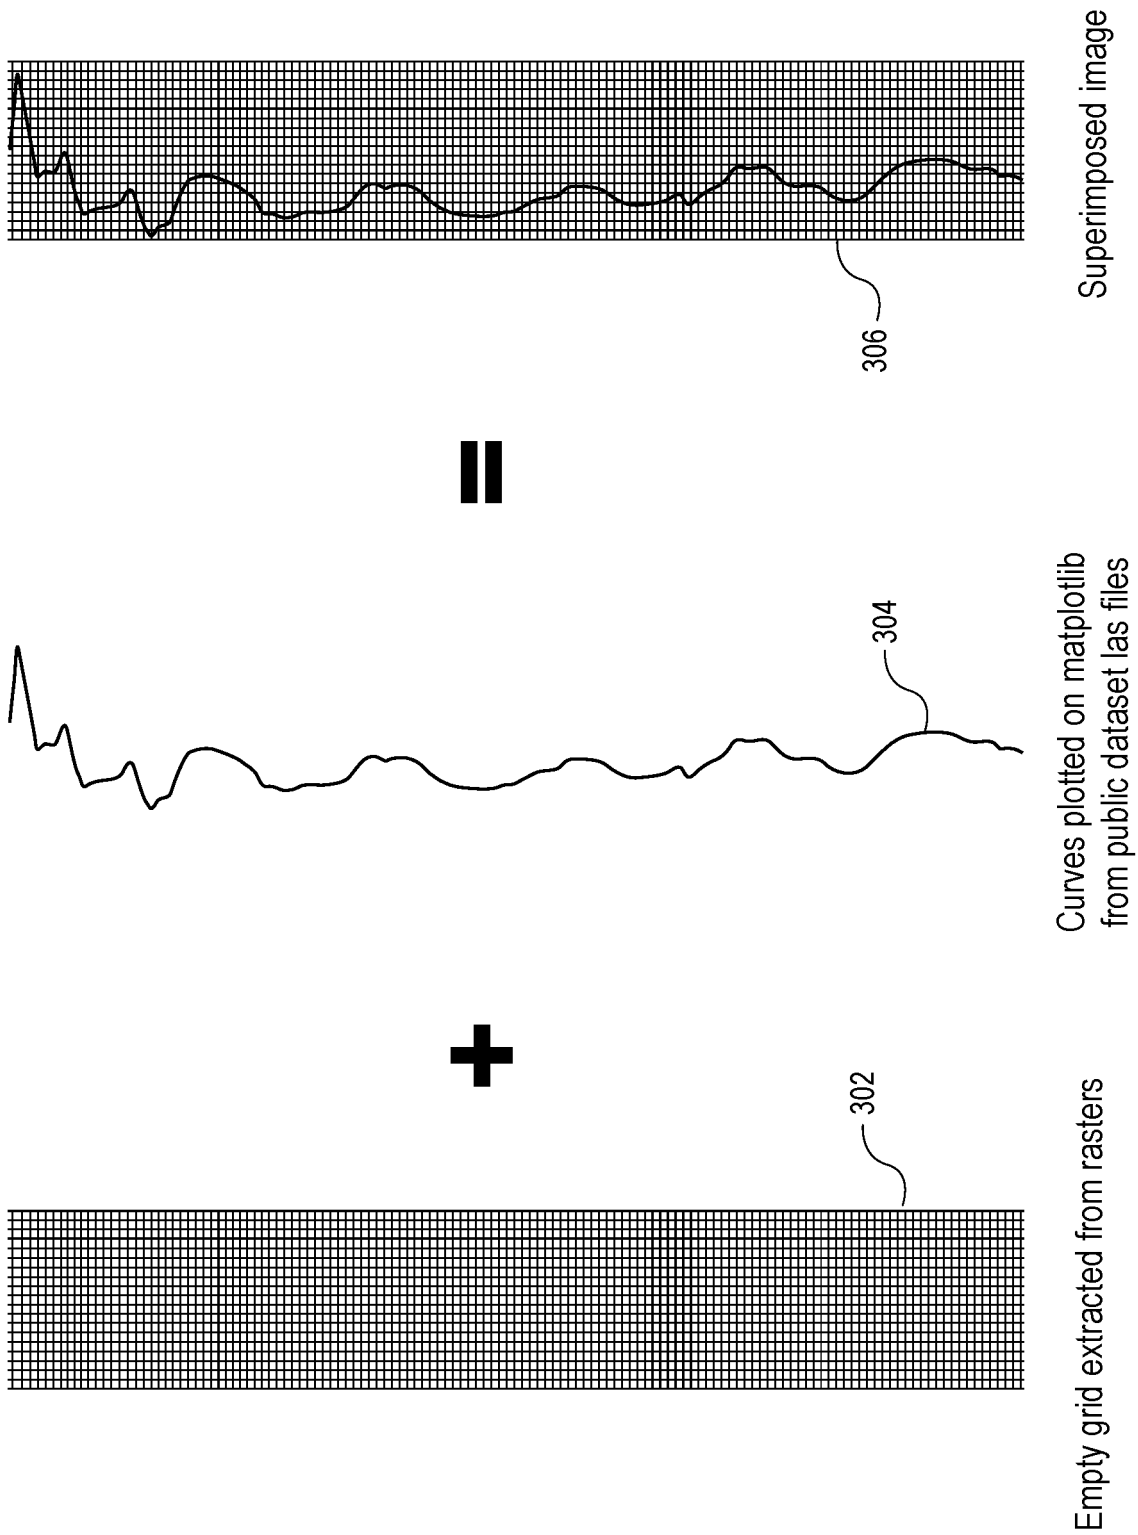 302
Empty grid extracted from rasters
+
304
Curves plotted on matplotlib
from public dataset las files
=
306
Superimposed image